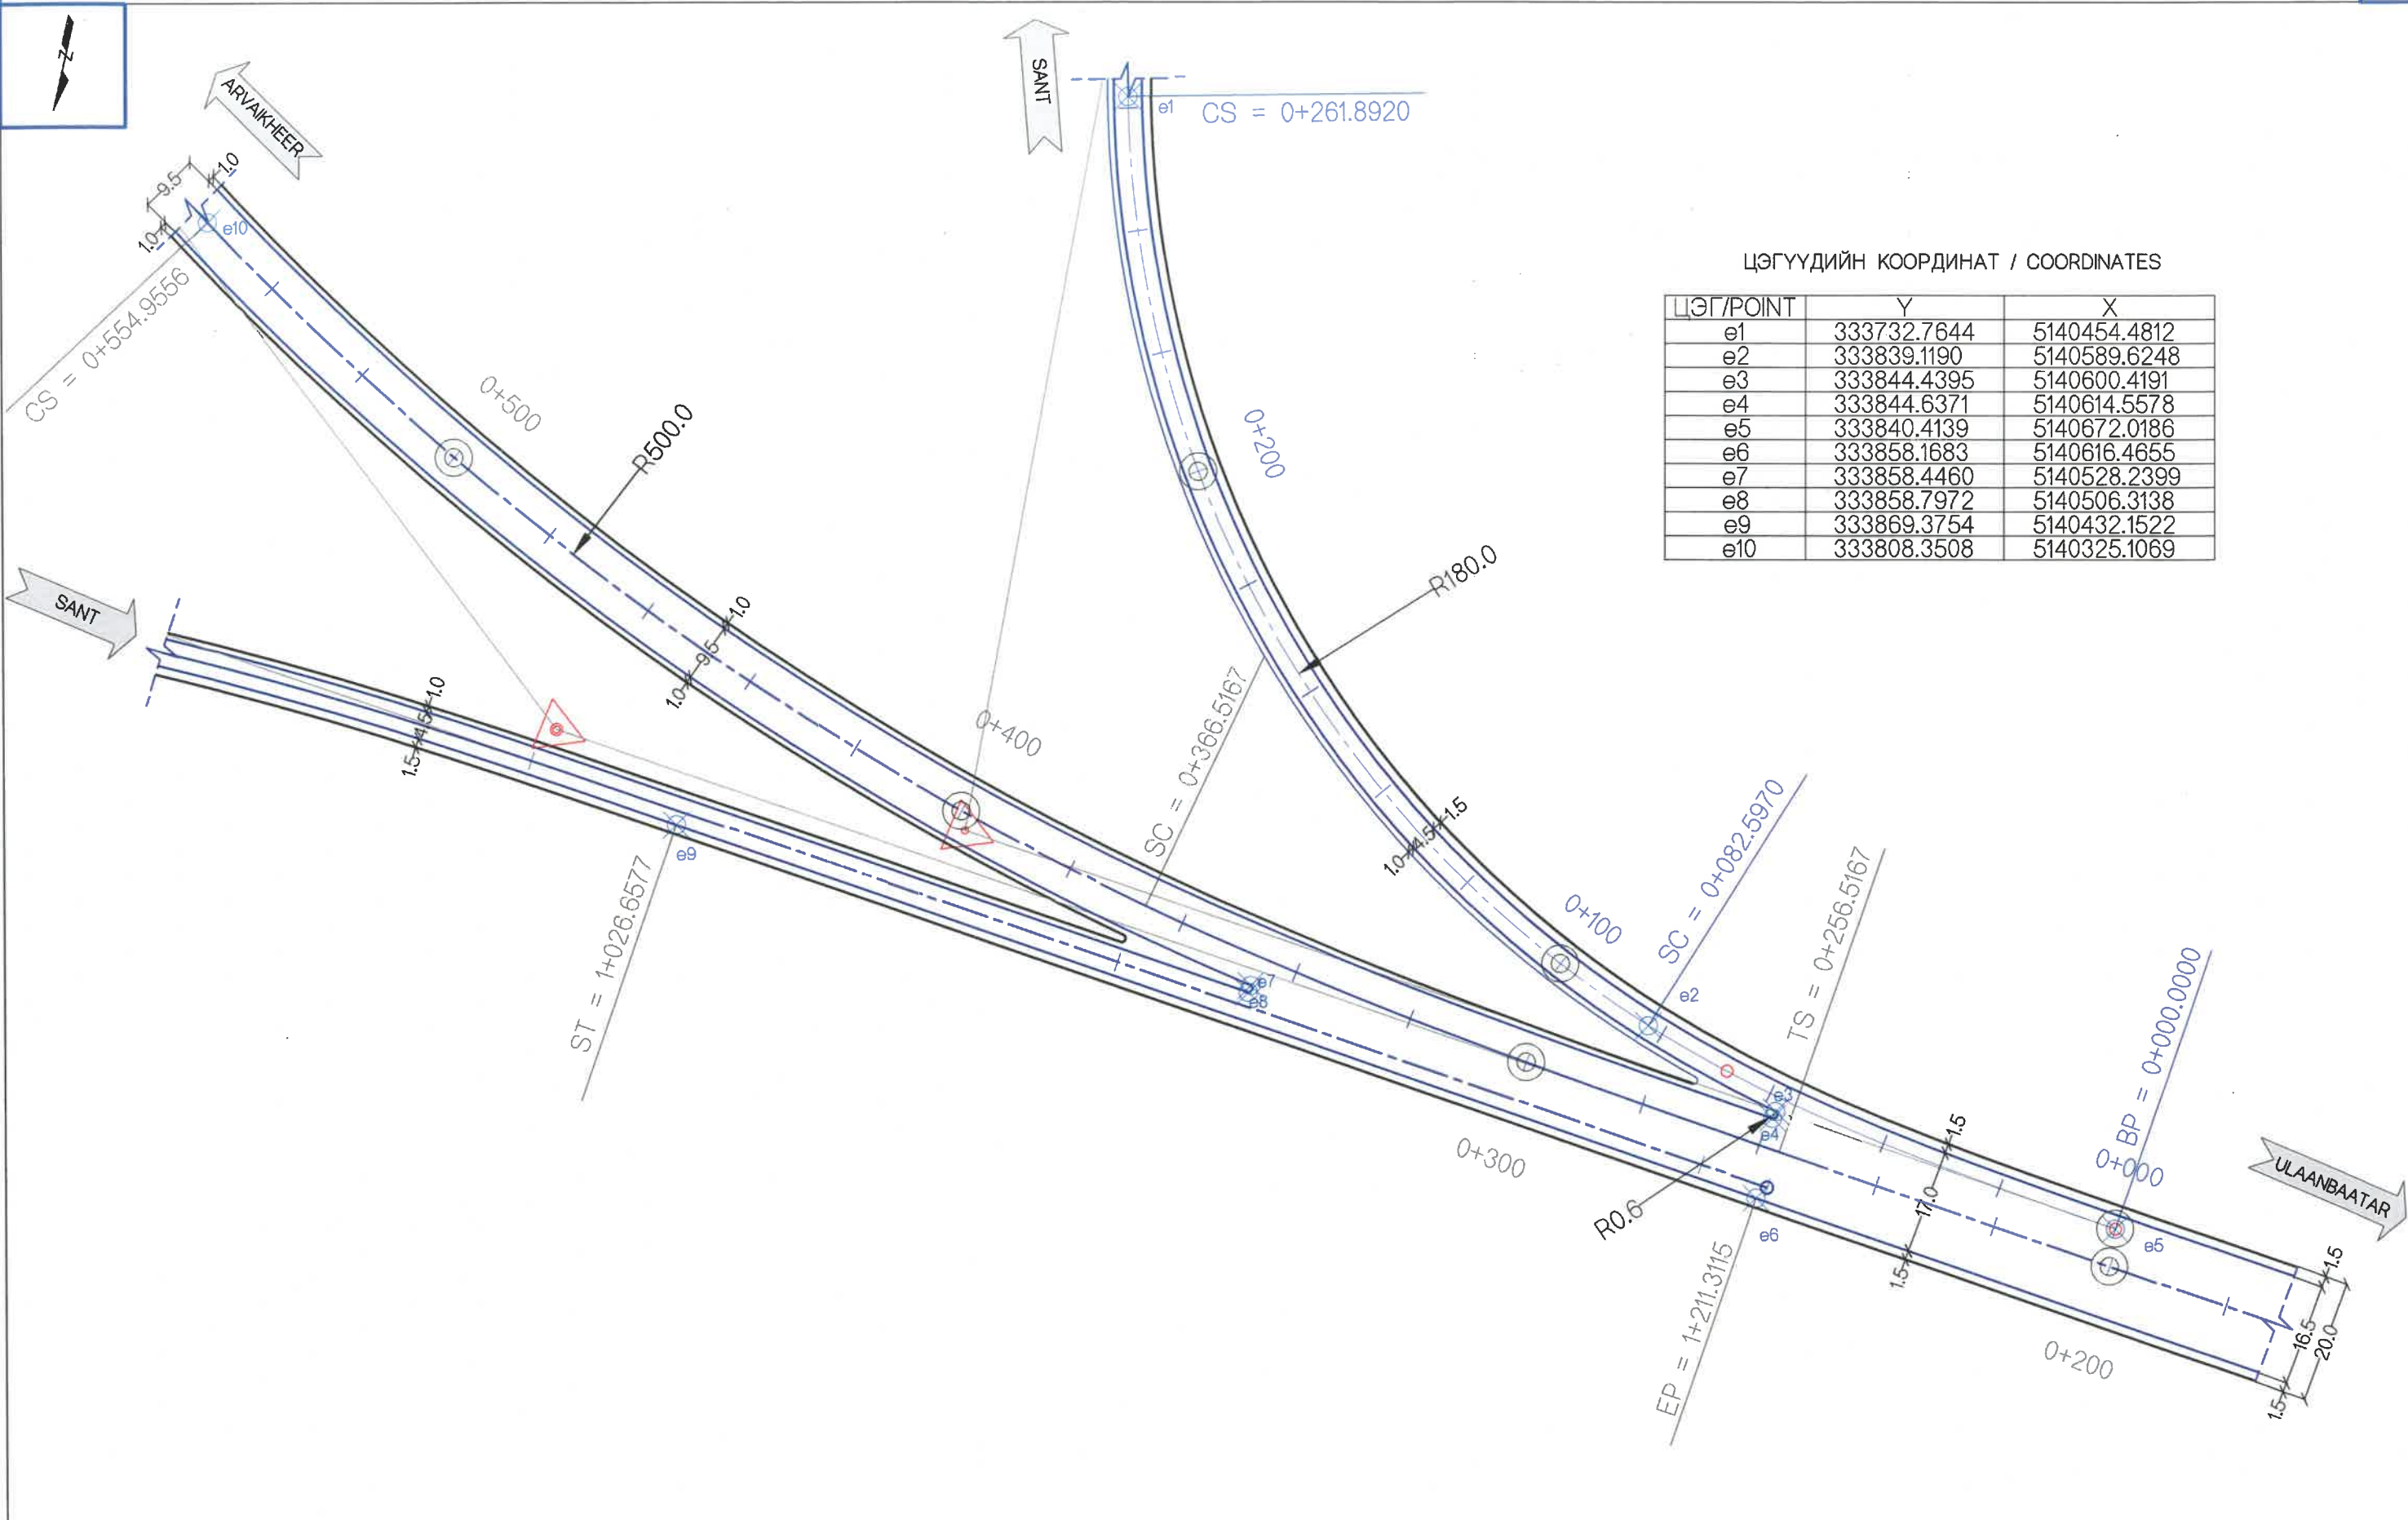 N
ARVAIKHEER
SANT
e1
CS = 0+261.8920
9.5
1.0
1.0
e10
CS = 0+554.9556
0+500
R500.0
0+200
ЦЭГҮҮДИЙН КООРДИНАТ / COORDINATES
ЦЭГ/POINT Y X
e1 333732.7644 5140454.4812
e2 333839.1190 5140589.6248
e3 333844.4395 5140600.4191
e4 333844.6371 5140614.5578
e5 333840.4139 5140672.0186
e6 333858.1683 5140616.4655
e7 333858.4460 5140528.2399
e8 333858.7972 5140506.3138
e9 333869.3754 5140432.1522
e10 333808.3508 5140325.1069
SANT
R180.0
1.0
9.5
1.0
1.0
4.5
1.5
0+400
SC = 0+366.5167
1.5
4.5
1.0
SC = 0+082.5970
0+100
e9
ST = 1+026.6577
e7
e8
e2
TS = 0+256.5167
e3
e4
BP = 0+000.0000
0+000
1.5
17.0
1.5
ULAANBAATAR
0+300
R0.6
e6
e5
EP = 1+211.3115
1.5
16.5
20.0
1.5
0+200